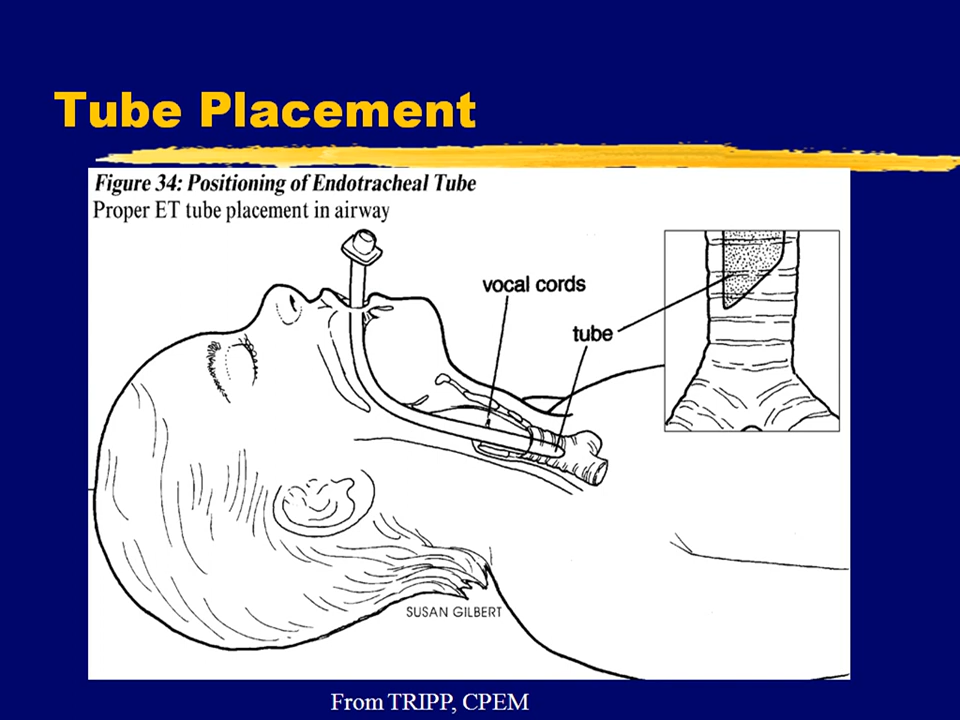 Tube Placement
Figure 34: Positioning of Endotracheal Tube
Proper ET tube placement in airway
vocal cords
tube
SUSAN GILBERT
From TRIPP, CPEM